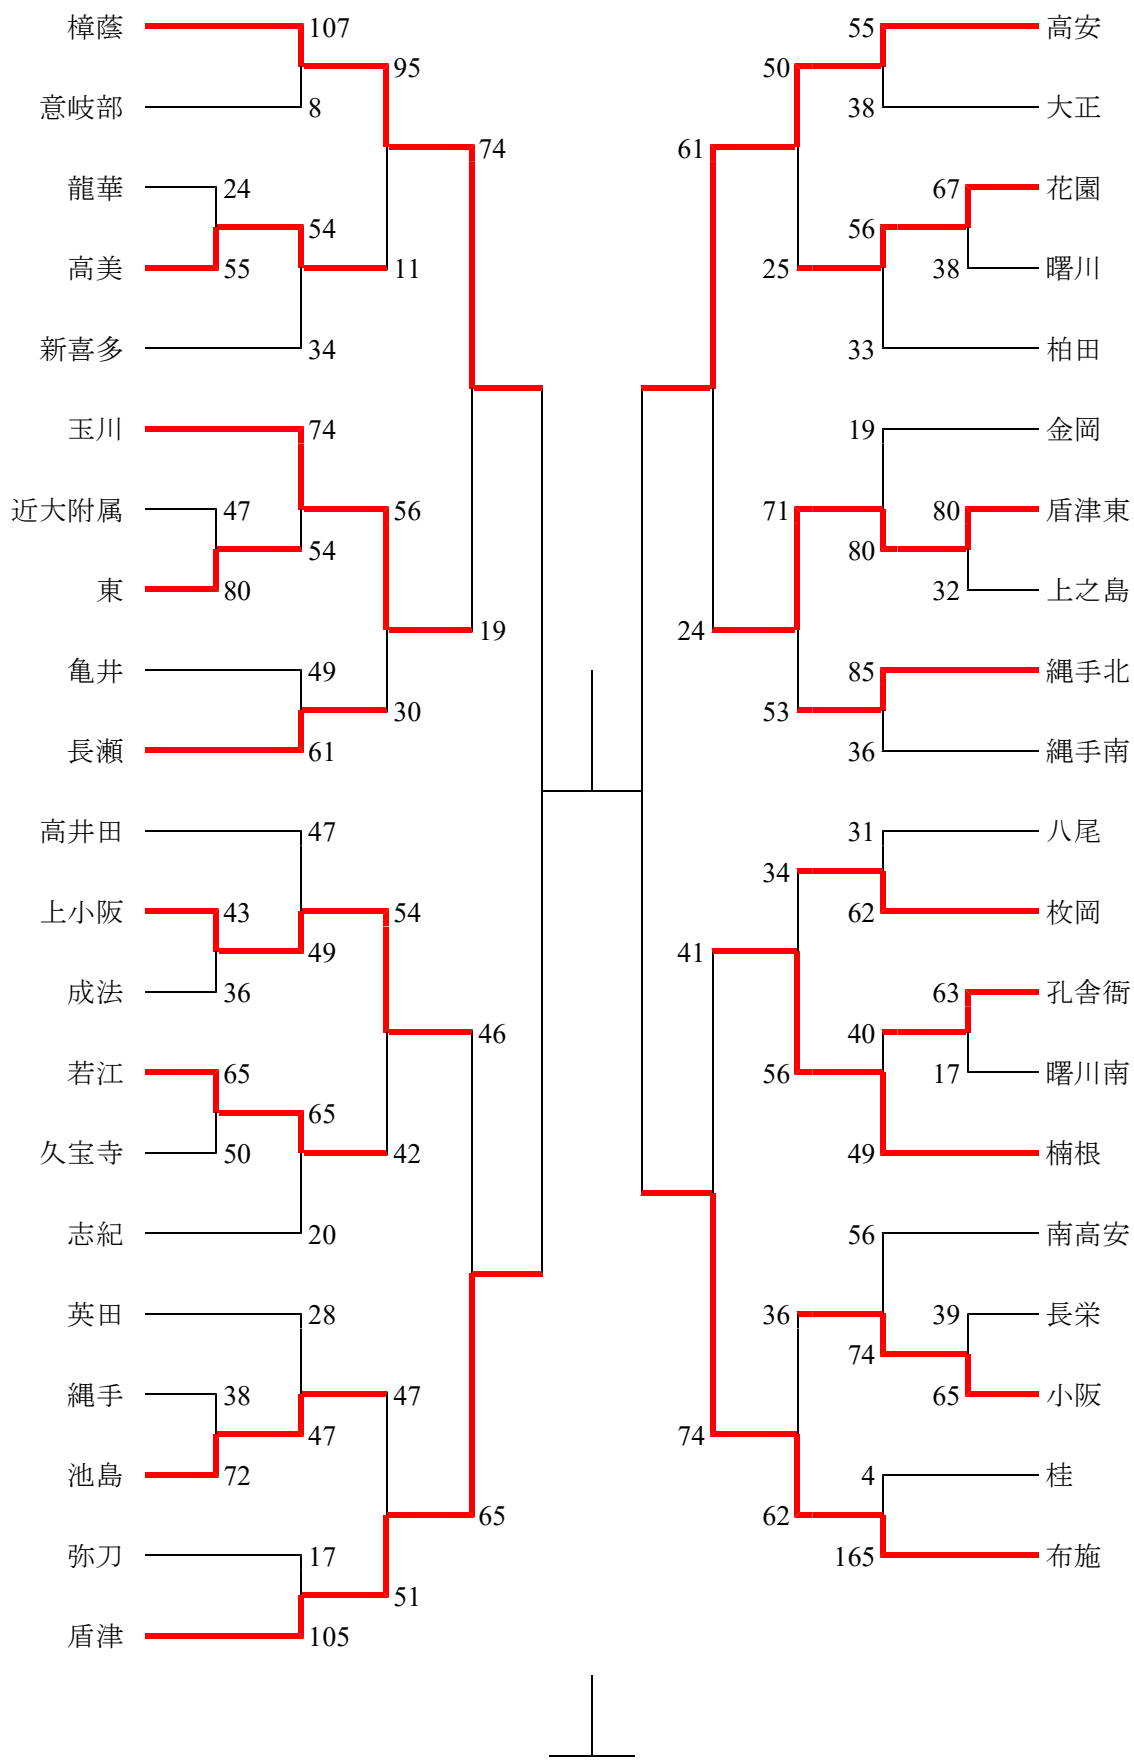 樟蔭 107 55 高安
95 50
意岐部 8 38 大正
74 61
龍華 24 67 花園
54 56
高美 55 11 25 38 曙川
新喜多 34 33 柏田
玉川 74 19 金岡
近大附属 47 56 71 80 盾津東
54 80
東 80 32 上之島
19 24
亀井 49 85 縄手北
30 53
長瀬 61 36 縄手南
高井田 47 31 八尾
34
上小阪 43 54 62 枚岡
49 41
成法 36 63 孔舎衙
46 40
若江 65 56 17 曙川南
65
久宝寺 50 42 49 楠根
志紀 20 56 南高安
英田 28 36 39 長栄
74
縄手 38 47 65 小阪
47 74
池島 72 4 桂
65 62
弥刀 17 165 布施
51
盾津 105